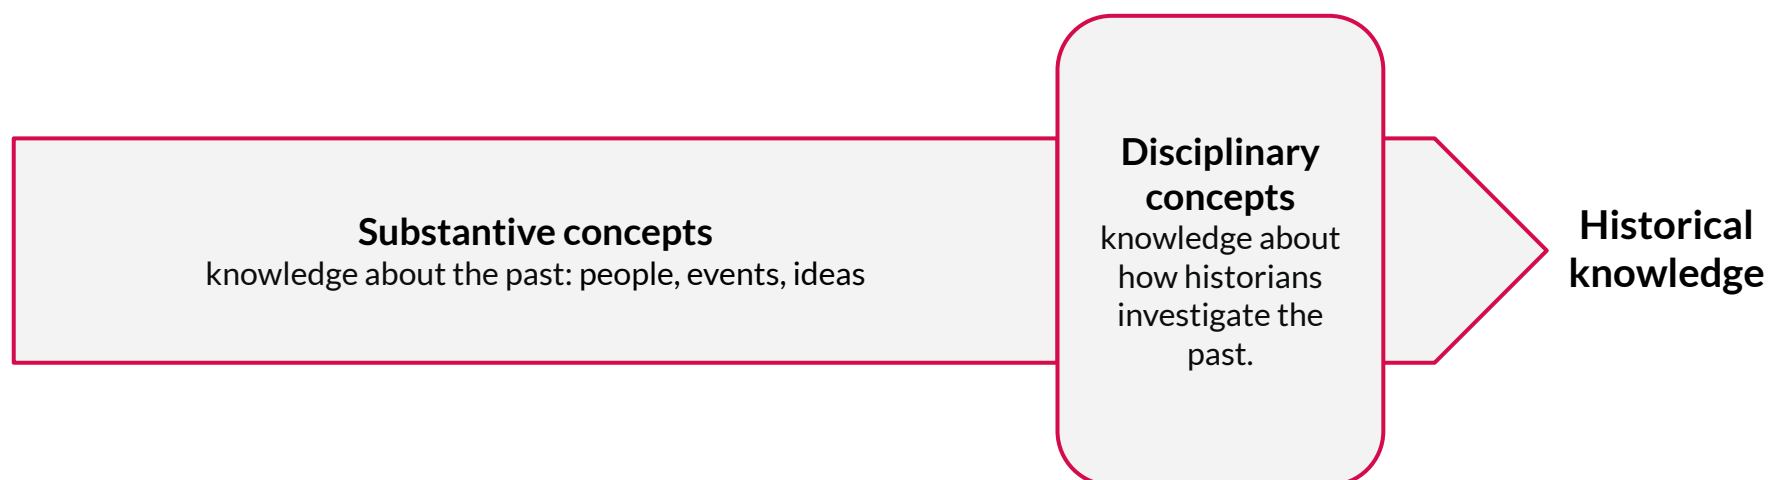 Substantive concepts
knowledge about the past: people, events, ideas
Disciplinary
concepts
knowledge about
how historians
investigate the
past.
Historical
knowledge